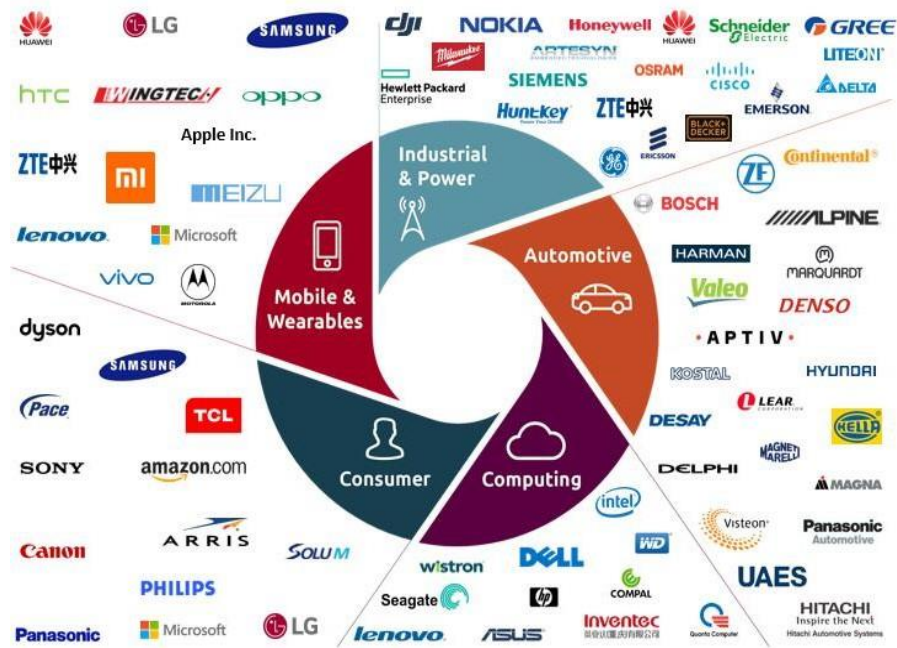 HUAWEI
LG
SAMSUNG
hTC
WINGTECH
oppo
Apple Inc.
ZTE中兴
mi
MEIZU
lenovo
Microsoft
vivo
MOTOROLA
Mobile &
Wearables
dji
NOKIA
Honeywell
HUAWEI
Schneider
Electric
GREE
Milwaukee
ARTESYN
LITEON
Hewlett Packard
Enterprise
SIEMENS
OSRAM
CISCO
DELTA
HuntKey
ZTE中兴
EMERSON
BLACK+
DECKER
ERICSSON
GE
Industrial
& Power
ZF
Continental
BOSCH
ALPINE
HARMAN
MARQUARDT
Valeo
DENSO
APTIV
KOSTAL
HYUNDAI
LEAR
CORPORATION
DESAY
HELLA
MAGNETI
MARELLI
DELPHI
MAGNA
Visteon
Panasonic
Automotive
UAES
HITACHI
Inspire the Next
Hitachi Automotive Systems
Automotive
Computing
intel
WD
wistron
DELL
COMPAL
Seagate
hp
Inventec
lenovo
ASUS
Quanta Computer
Consumer
dyson
SAMSUNG
Pace
TCL
SONY
amazon.com
ARRIS
Canon
SOLUM
PHILIPS
Panasonic
Microsoft
LG